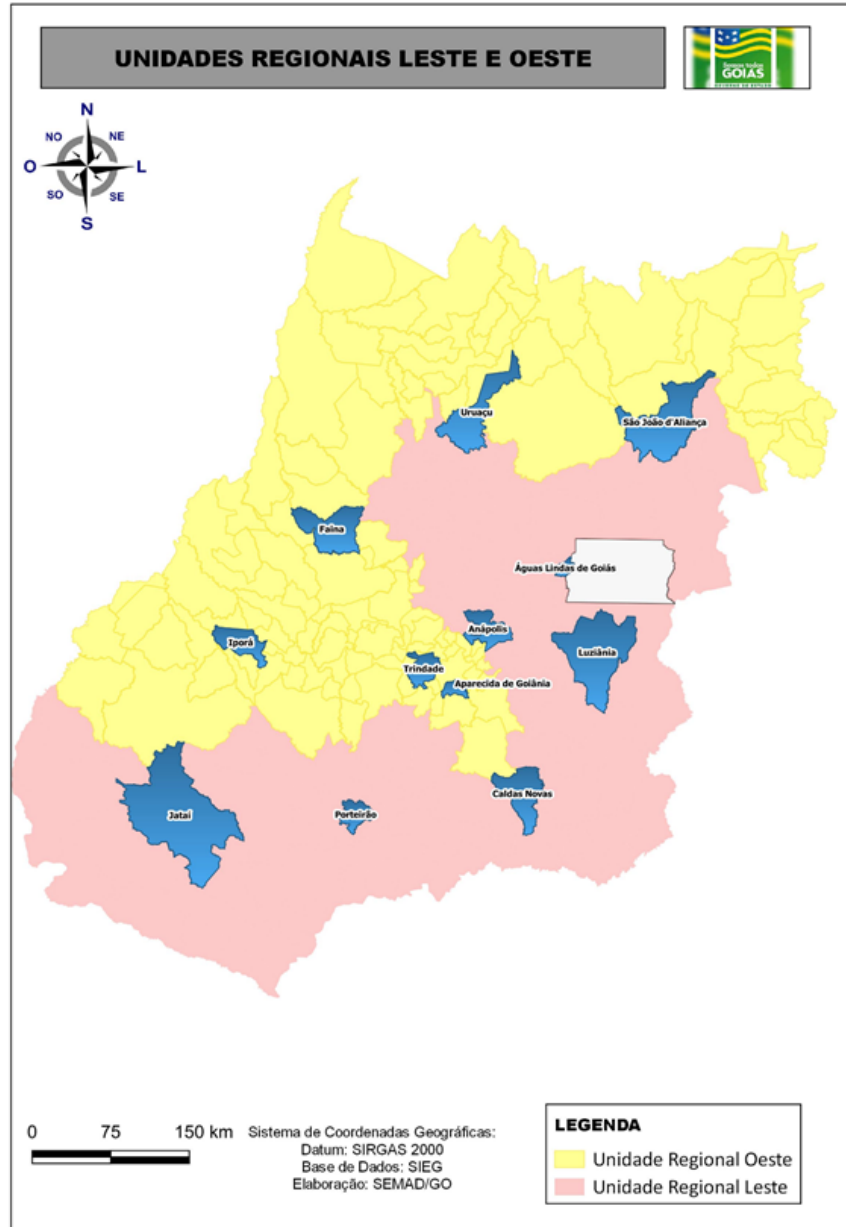 UNIDADES REGIONAIS LESTE E OESTE
GOIÁS
N
NO
NE
O
L
SO
SE
S
Uruaçu
São João d'Aliança
Faina
Águas Lindas de Goiás
Anápolis
Iporá
Luziânia
Trindade
Aparecida de Goiânia
Caldas Novas
Jataí
Porteirão
0 75 150 km
Sistema de Coordenadas Geográficas:
Datum: SIRGAS 2000
Base de Dados: SIEG
Elaboração: SEMAD/GO
LEGENDA
Unidade Regional Oeste
Unidade Regional Leste